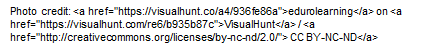 Photo credit: <a href="https://visualhunt.co/a4/936fe86a">edurolearning</a> on <a
href="https://visualhunt.com/re6/b935b87c">VisualHunt</a> / <a
href="http://creativecommons.org/licenses/by-nc-nd/2.0/"> CC BY-NC-ND</a>